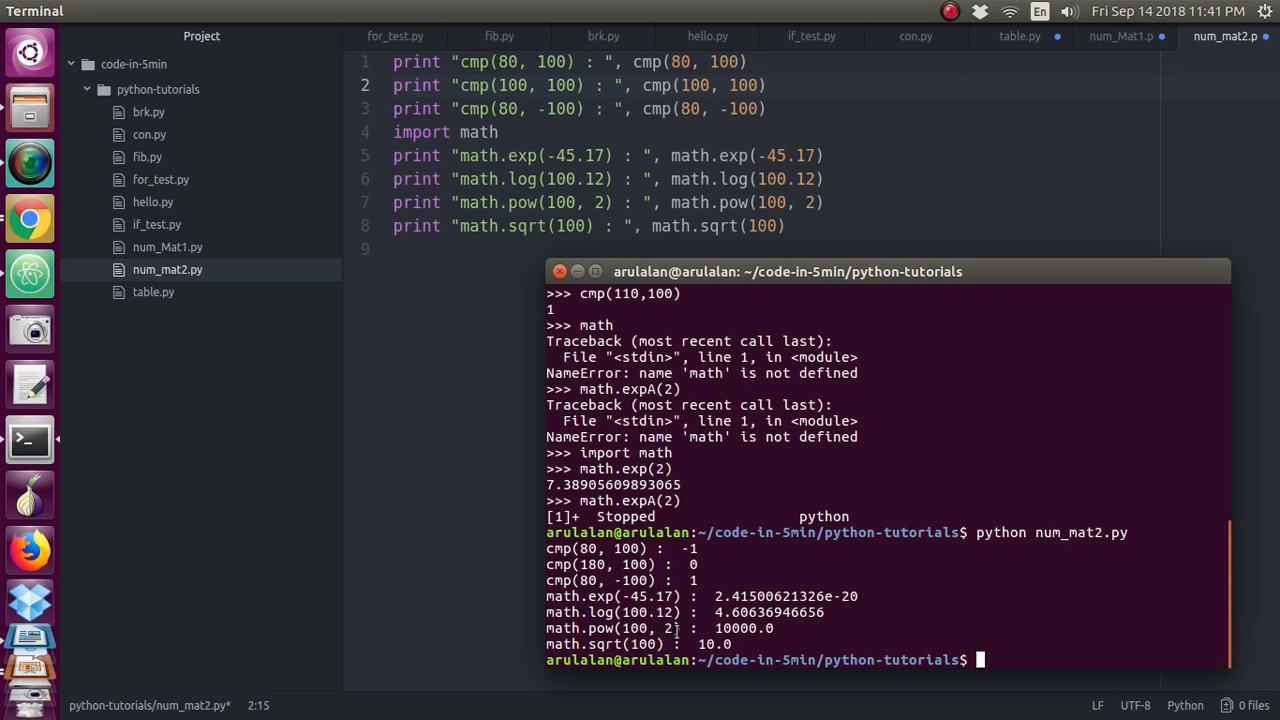 Terminal
En
Fri Sep 14 2018 11:41 PM
Project
for_test.py
fib.py
brk.py
hello.py
if_test.py
con.py
table.py
num_Mat1.py
num_mat2.p
code-in-5min
python-tutorials
brk.py
con.py
fib.py
for_test.py
hello.py
if_test.py
num_Mat1.py
num_mat2.py
table.py
1 print "cmp(80, 100) : ", cmp(80, 100)
2 print "cmp(100, 100) : ", cmp(100, 100)
3 print "cmp(80, -100) : ", cmp(80, -100)
4 import math
5 print "math.exp(-45.17) : ", math.exp(-45.17)
6 print "math.log(100.12) : ", math.log(100.12)
7 print "math.pow(100, 2) : ", math.pow(100, 2)
8 print "math.sqrt(100) : ", math.sqrt(100)
9
arulalan@arulalan: ~/code-in-5min/python-tutorials
>>> cmp(110,100)
1
>>> math
Traceback (most recent call last):
  File "<stdin>", line 1, in <module>
NameError: name 'math' is not defined
>>> math.expA(2)
Traceback (most recent call last):
  File "<stdin>", line 1, in <module>
NameError: name 'math' is not defined
>>> import math
>>> math.exp(2)
7.38905609893065
>>> math.expA(2)
[1]+  Stopped                 python
arulalan@arulalan:~/code-in-5min/python-tutorials$ python num_mat2.py
cmp(80, 100) :  -1
cmp(180, 100) :  0
cmp(80, -100) :  1
math.exp(-45.17) :  2.41500621326e-20
math.log(100.12) :  4.60636946656
math.pow(100, 2) :  10000.0
math.sqrt(100) :  10.0
arulalan@arulalan:~/code-in-5min/python-tutorials$
python-tutorials/num_mat2.py* 2:15
LF UTF-8 Python 0 files